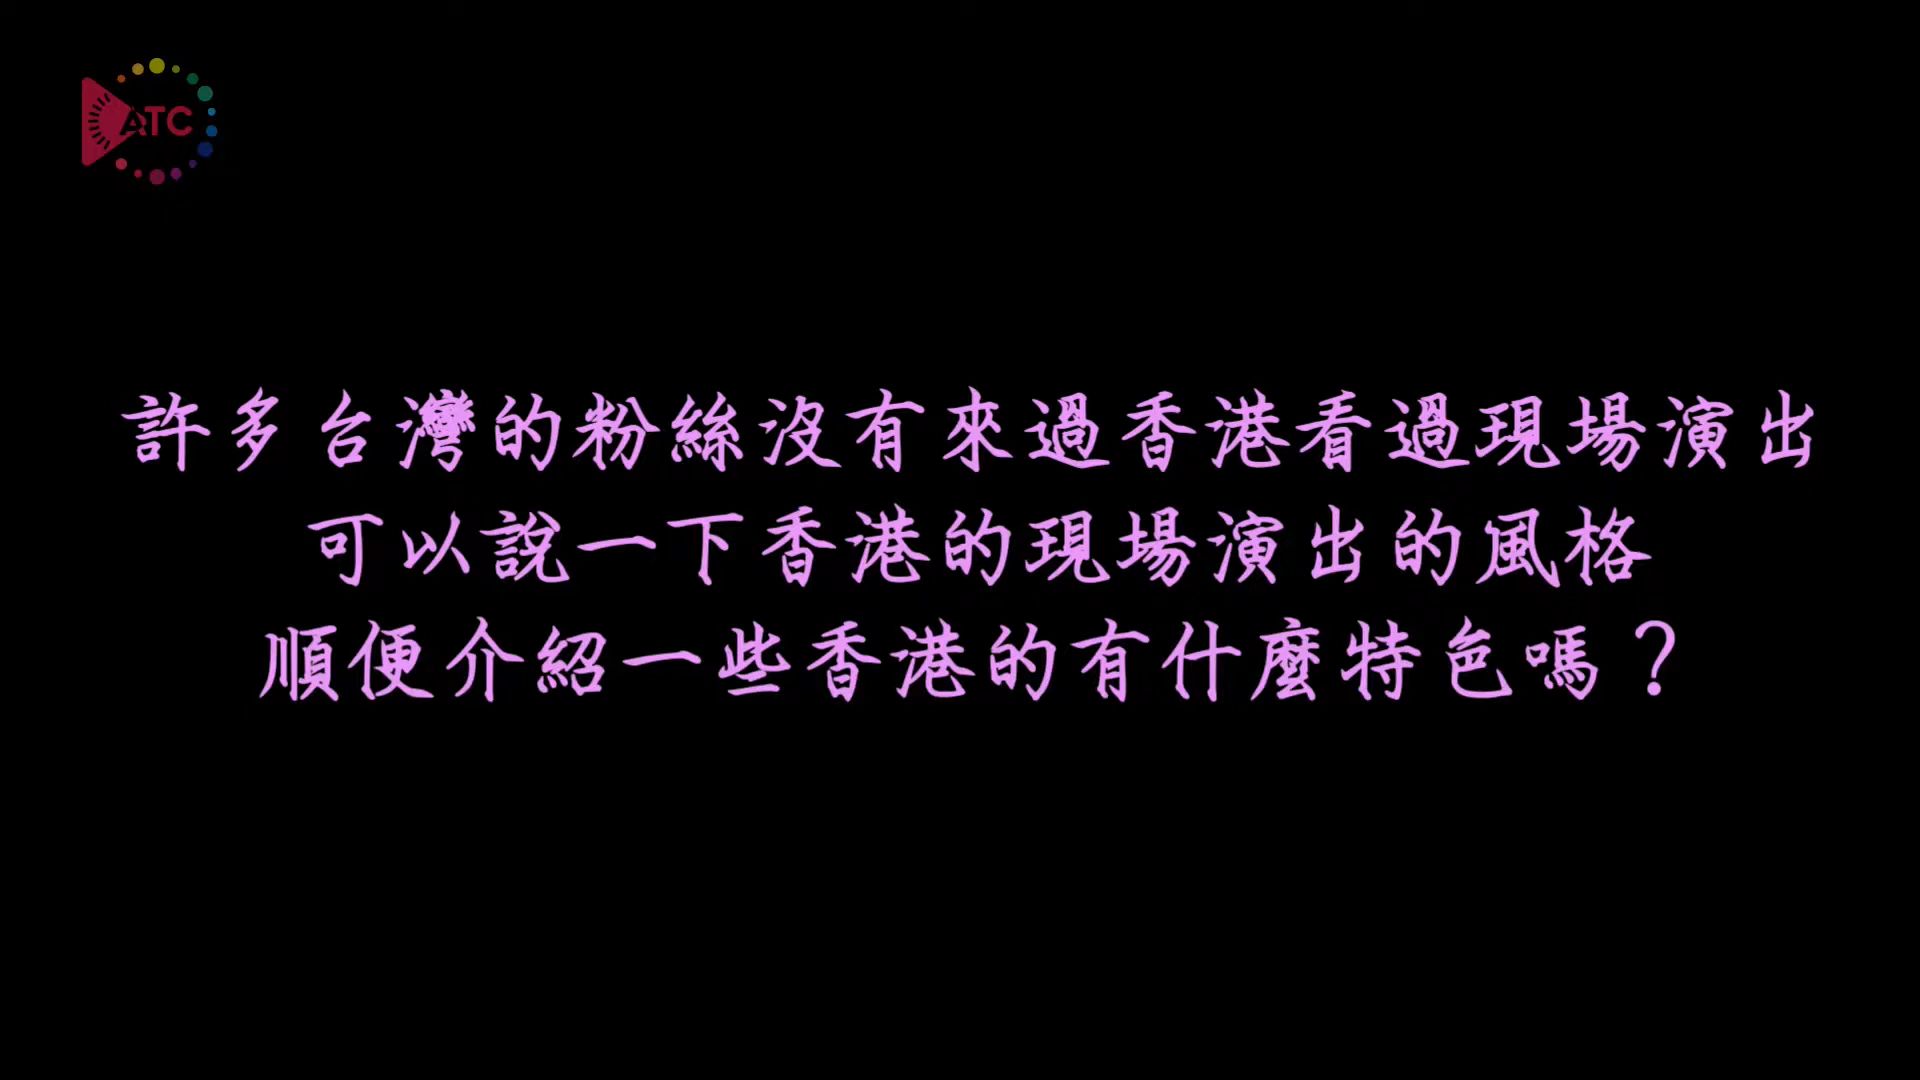 ATC
許多台灣的粉絲沒有來過香港看過現場演出
可以說一下香港的現場演出的風格
順便介紹一些香港的有什麼特色嗎？